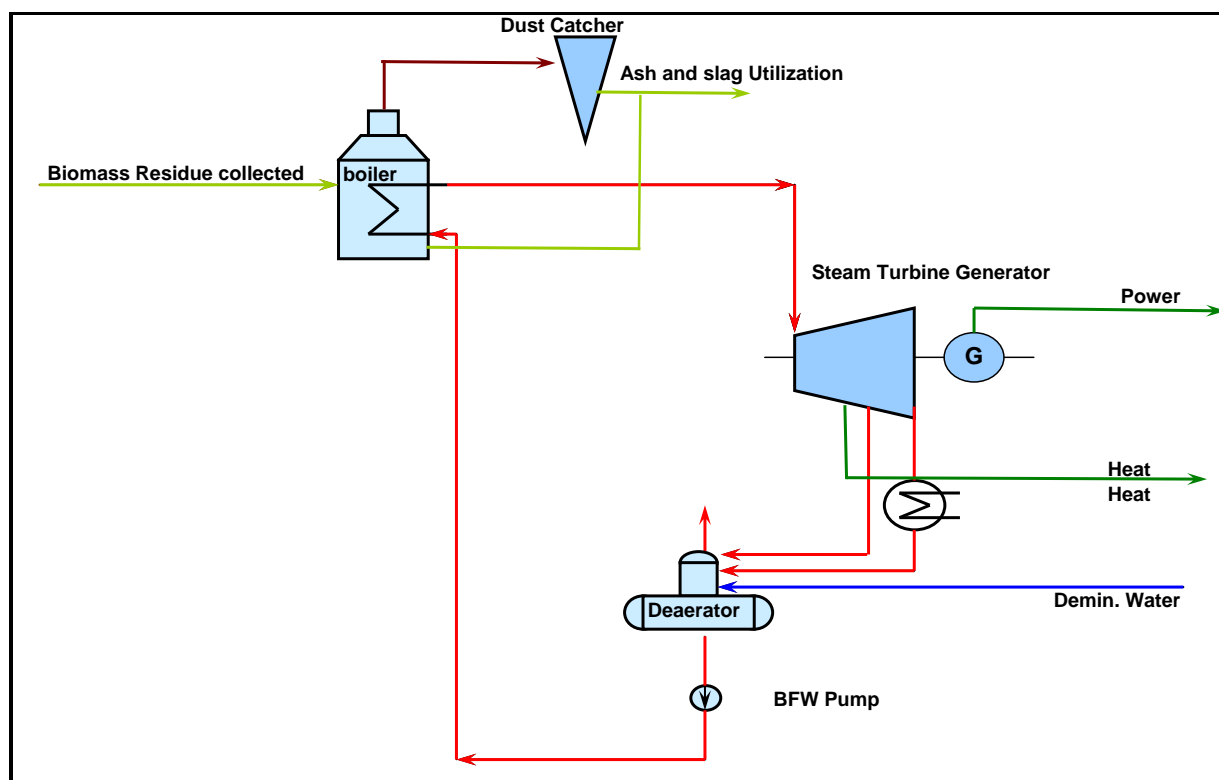 Dust Catcher
Ash and slag Utilization
Biomass Residue collected
boiler
Steam Turbine Generator
Power
G
Heat
Heat
Demin. Water
Deaerator
BFW Pump